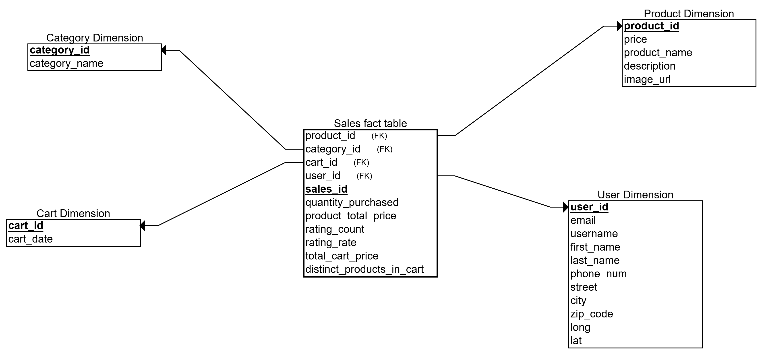 Category Dimension
category_id
category_name
Product Dimension
product_id
price
product_name
description
image_url
Sales fact table
product_id (FK)
category_id (FK)
cart_id (FK)
user_id (FK)
sales_id
quantity_purchased
product_total_price
rating_count
rating_rate
total_cart_price
distinct_products_in_cart
Cart Dimension
cart_id
cart_date
User Dimension
user_id
email
username
first_name
last_name
phone_num
street
city
zip_code
long
lat